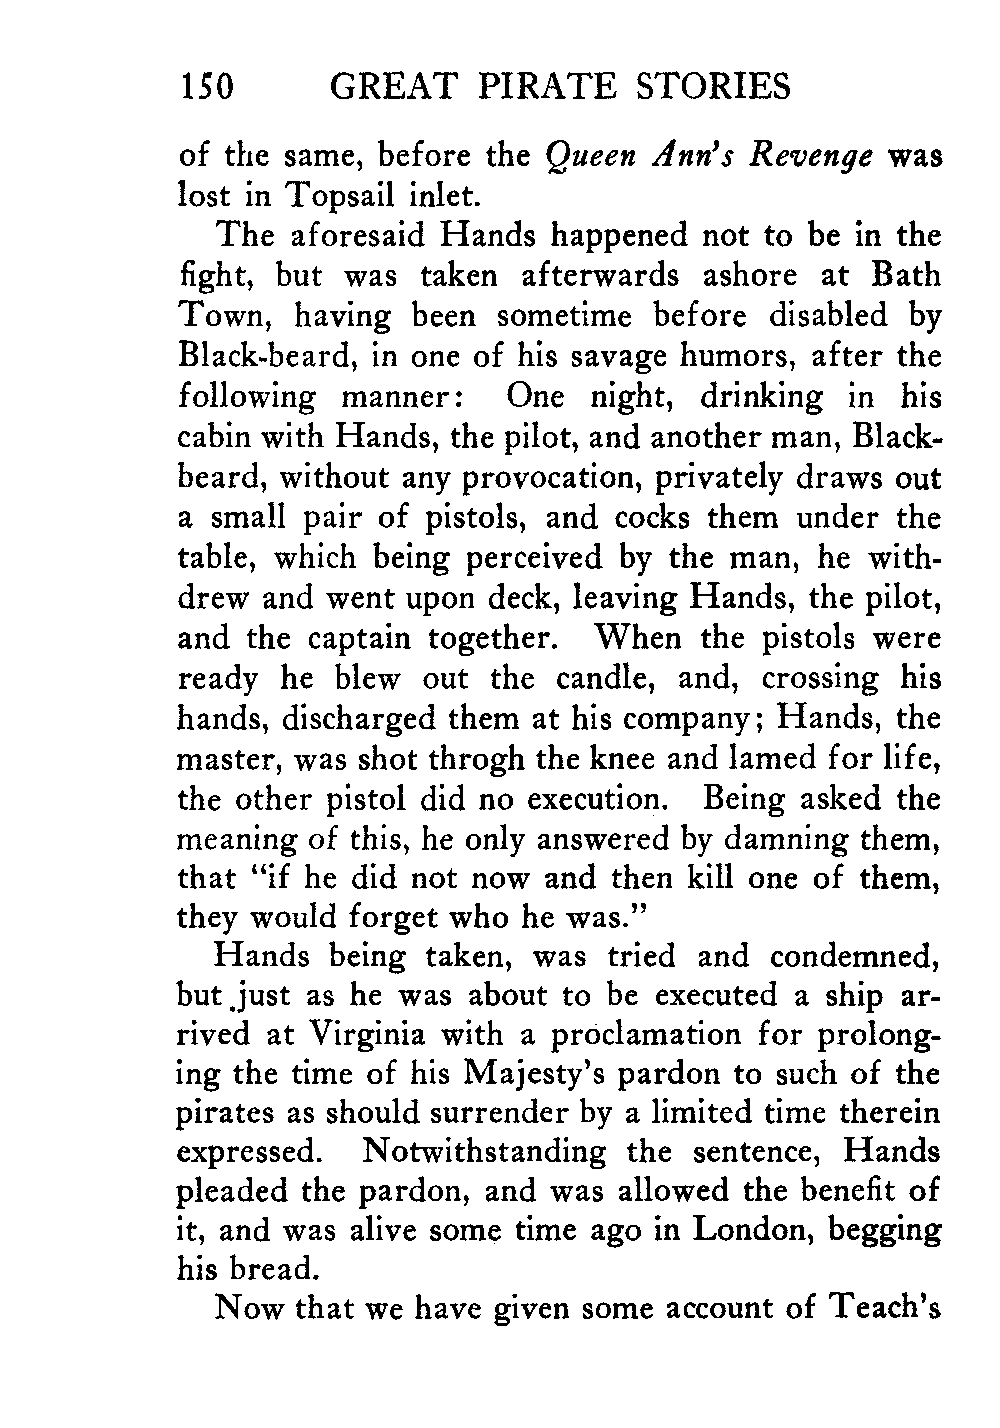 150 GREAT PIRATE STORIES
of the same, before the Queen Ann's Revenge was
lost in Topsail inlet.
The aforesaid Hands happened not to be in the
fight, but was taken afterwards ashore at Bath
Town, having been sometime before disabled by
Black-beard, in one of his savage humors, after the
following manner: One night, drinking in his
cabin with Hands, the pilot, and another man, Black-
beard, without any provocation, privately draws out
a small pair of pistols, and cocks them under the
table, which being perceived by the man, he with-
drew and went upon deck, leaving Hands, the pilot,
and the captain together. When the pistols were
ready he blew out the candle, and, crossing his
hands, discharged them at his company; Hands, the
master, was shot throgh the knee and lamed for life,
the other pistol did no execution. Being asked the
meaning of this, he only answered by damning them,
that "if he did not now and then kill one of them,
they would forget who he was."
Hands being taken, was tried and condemned,
but just as he was about to be executed a ship ar-
rived at Virginia with a proclamation for prolong-
ing the time of his Majesty's pardon to such of the
pirates as should surrender by a limited time therein
expressed. Notwithstanding the sentence, Hands
pleaded the pardon, and was allowed the benefit of
it, and was alive some time ago in London, begging
his bread.
Now that we have given some account of Teach's